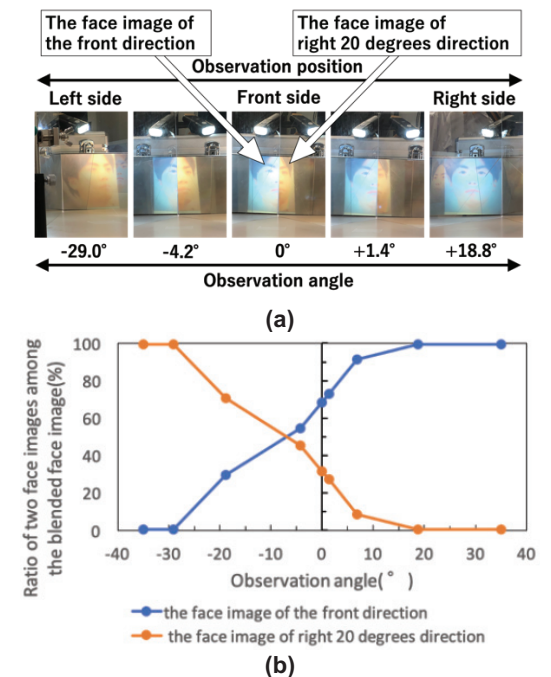 The face image of
the front direction
The face image of
right 20 degrees direction
Observation position
Left side
Front side
Right side
-29.0°
-4.2°
0°
+1.4°
+18.8°
Observation angle
(a)
Ratio of two face images among
the blended face image(%)
100
80
60
40
20
0
-40
-30
-20
-10
0
10
20
30
40
Observation angle(°)
the face image of the front direction
the face image of right 20 degrees direction
(b)